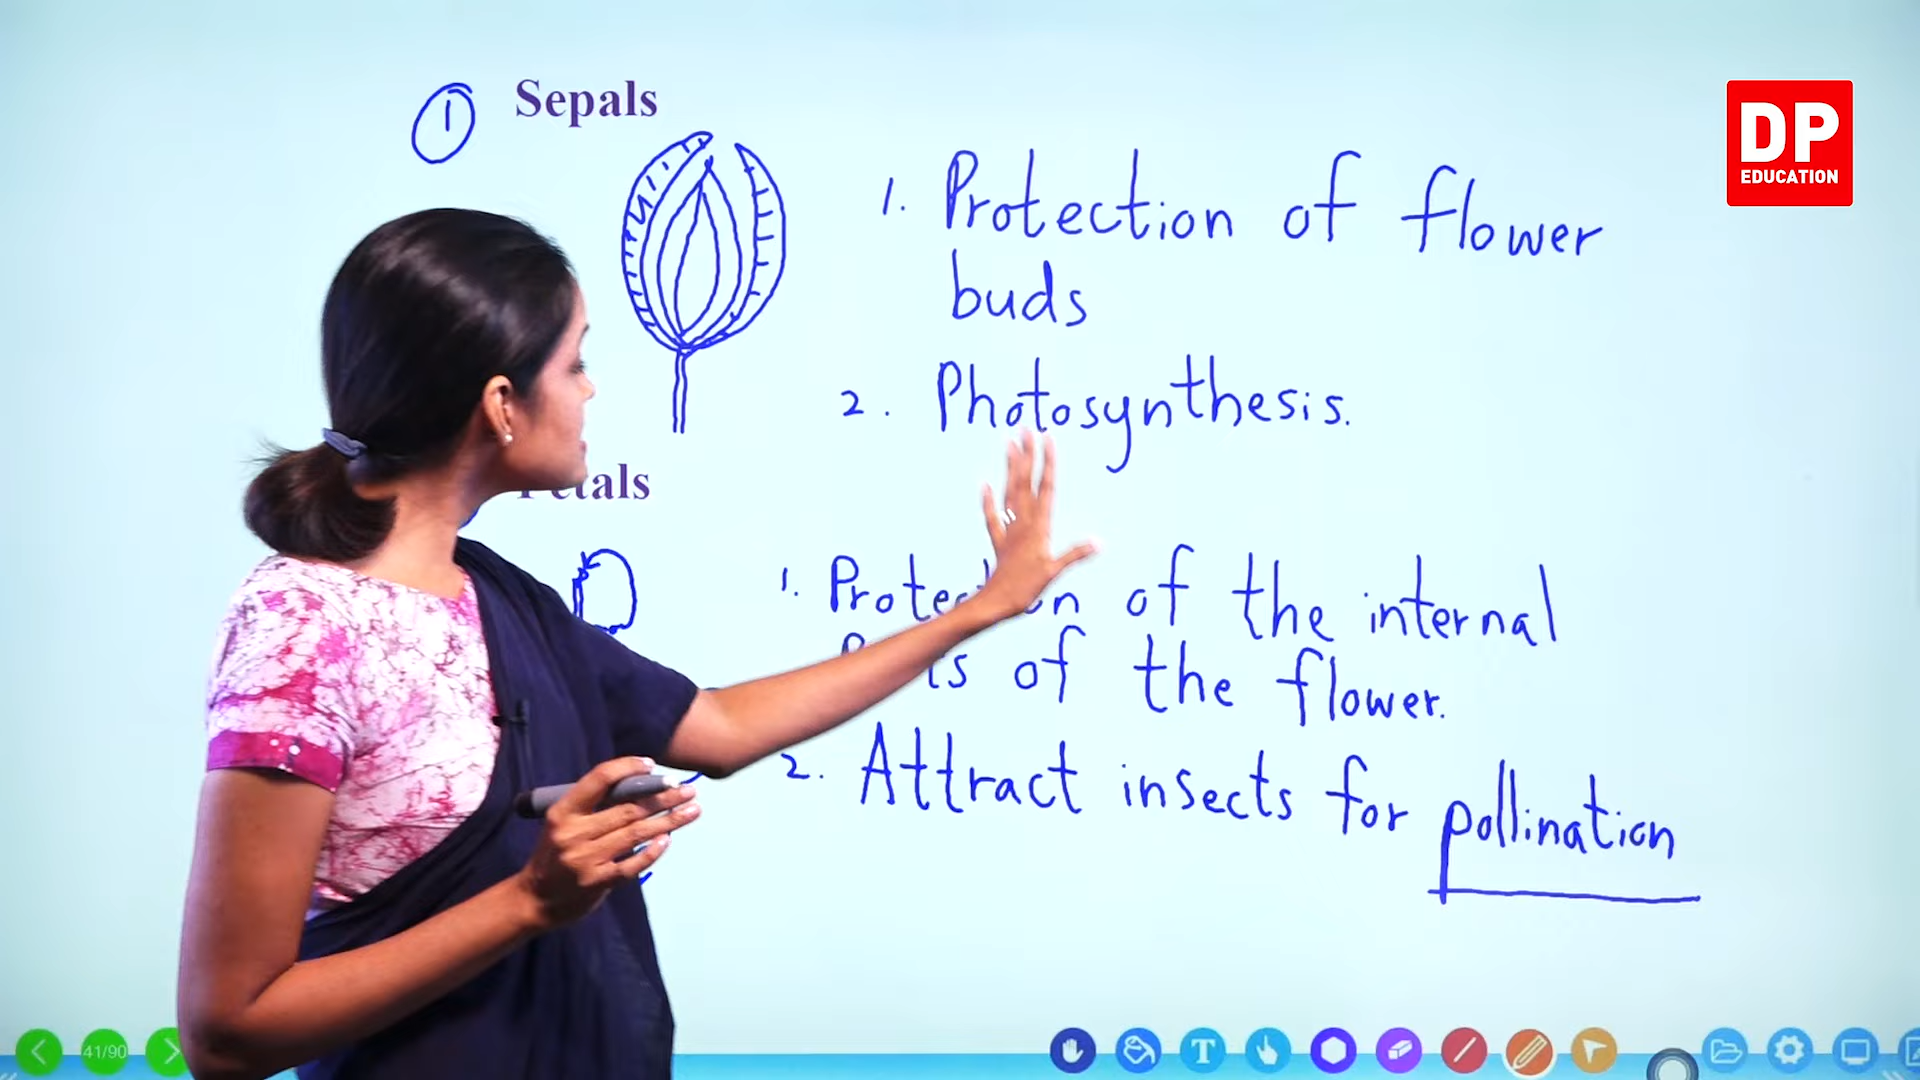 1 Sepals
DP
EDUCATION
1. Protection of flower
buds
2. Photosynthesis.
1. of the internal
of the flower.
2. Attract insects for pollination
41/90
T